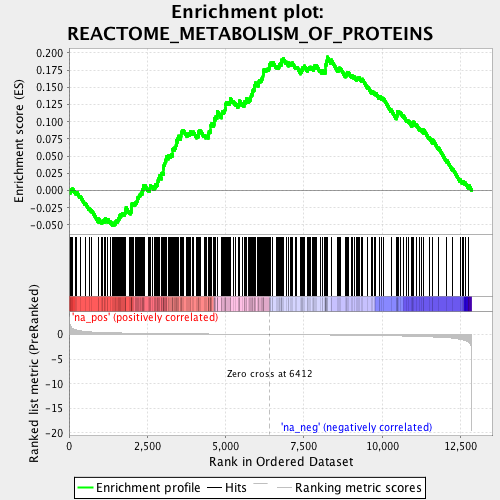 Enrichment plot:
REACTOME_METABOLISM_OF_PROTEINS
Enrichment score (ES)
0.200
0.175
0.150
0.125
0.100
0.075
0.050
0.025
0.000
-0.025
-0.050
'na_pos' (positively correlated)
Ranked list metric (PreRanked)
0
-5
-10
-15
-20
Zero cross at 6412
'na_neg' (negatively correlated)
0
2,500
5,000
7,500
10,000
12,500
Rank in Ordered Dataset
Enrichment profile
Hits
Ranking metric scores